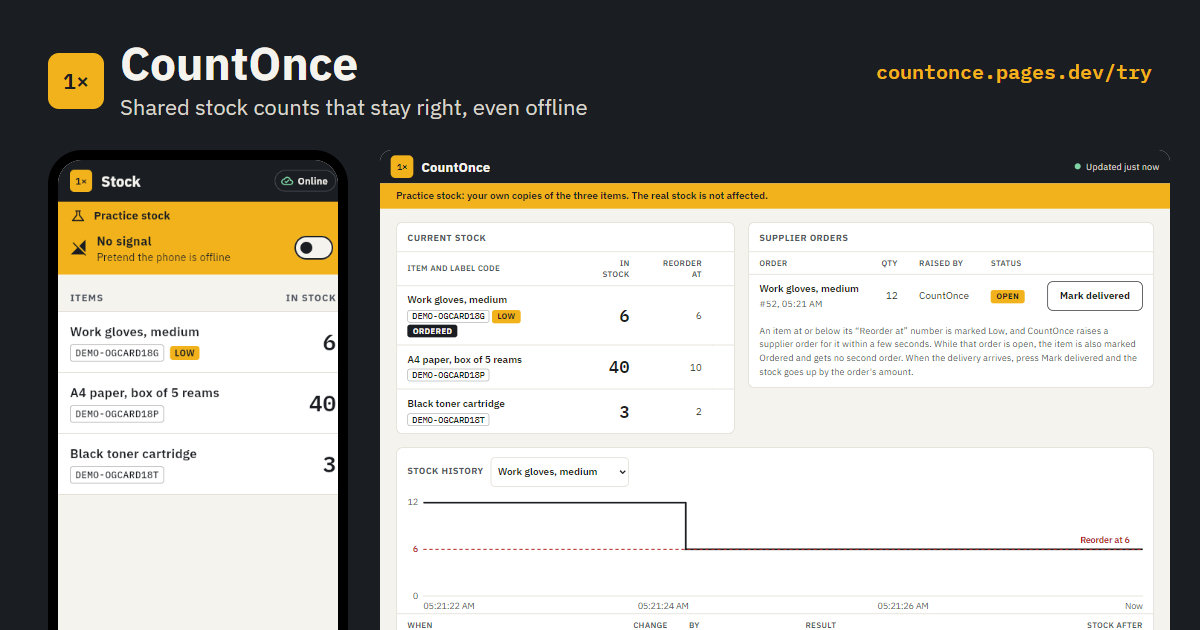 1×
CountOnce
Shared stock counts that stay right, even offline
countonce.pages.dev/try
1×
Stock
Online
Practice stock
No signal
Pretend the phone is offline
ITEMS
IN STOCK
Work gloves, medium
DEMO-OGCARD18G
LOW
6
A4 paper, box of 5 reams
DEMO-OGCARD18P
40
Black toner cartridge
DEMO-OGCARD18T
3
1×
CountOnce
Updated just now
Practice stock: your own copies of the three items. The real stock is not affected.
CURRENT STOCK
ITEM AND LABEL CODE
IN STOCK
REORDER AT
Work gloves, medium
DEMO-OGCARD18G
LOW
ORDERED
6
6
A4 paper, box of 5 reams
DEMO-OGCARD18P
40
10
Black toner cartridge
DEMO-OGCARD18T
3
2
SUPPLIER ORDERS
ORDER
QTY
RAISED BY
STATUS
Work gloves, medium
#52, 05:21 AM
12
CountOnce
OPEN
Mark delivered
An item at or below its “Reorder at” number is marked Low, and CountOnce raises a
supplier order for it within a few seconds. While that order is open, the item is also marked
Ordered and gets no second order. When the delivery arrives, press Mark delivered and the
stock goes up by the order's amount.
STOCK HISTORY
Work gloves, medium
12
6
0
Reorder at 6
05:21:22 AM
05:21:24 AM
05:21:26 AM
Now
WHEN
CHANGE
BY
RESULT
STOCK AFTER